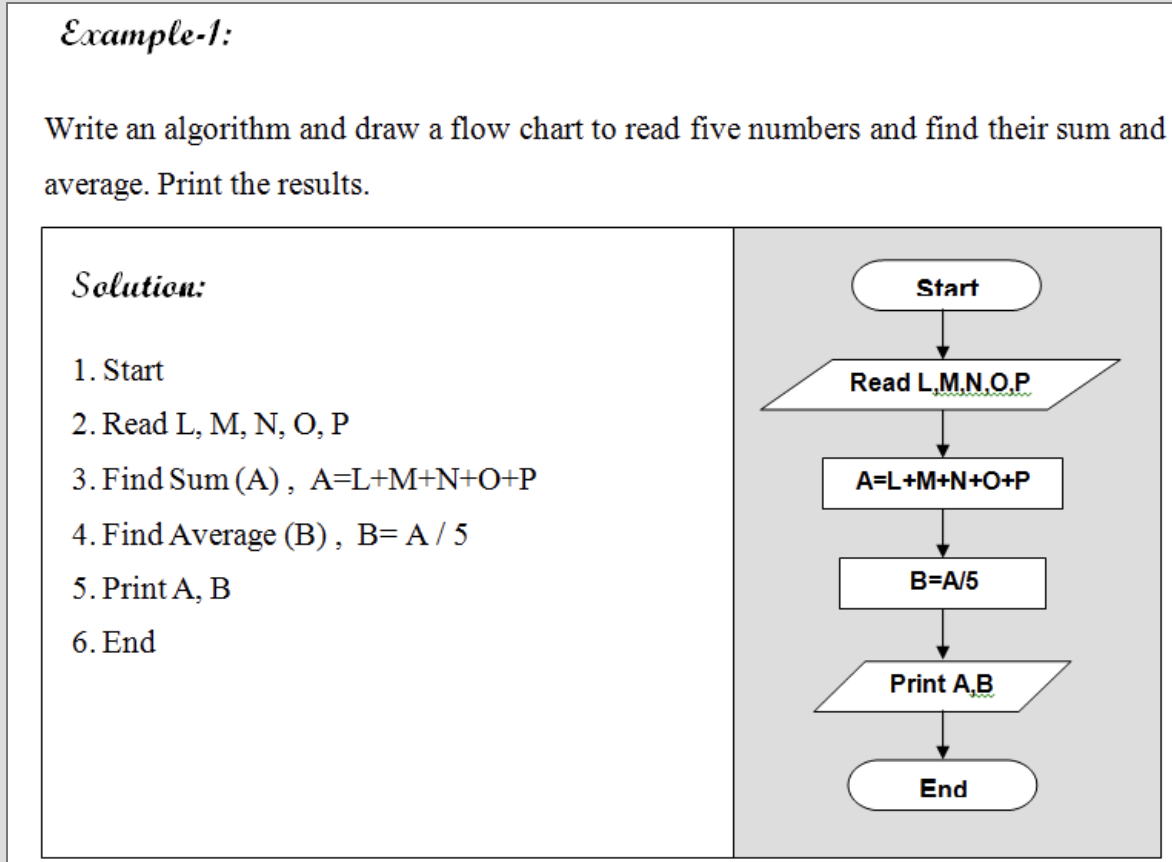 Example-1:
Write an algorithm and draw a flow chart to read five numbers and find their sum and
average. Print the results.
Solution:
1. Start
2. Read L, M, N, O, P
3. Find Sum (A) , A=L+M+N+O+P
4. Find Average (B) , B= A / 5
5. Print A, B
6. End
Start
Read L,M,N,O,P
A=L+M+N+O+P
B=A/5
Print A,B
End